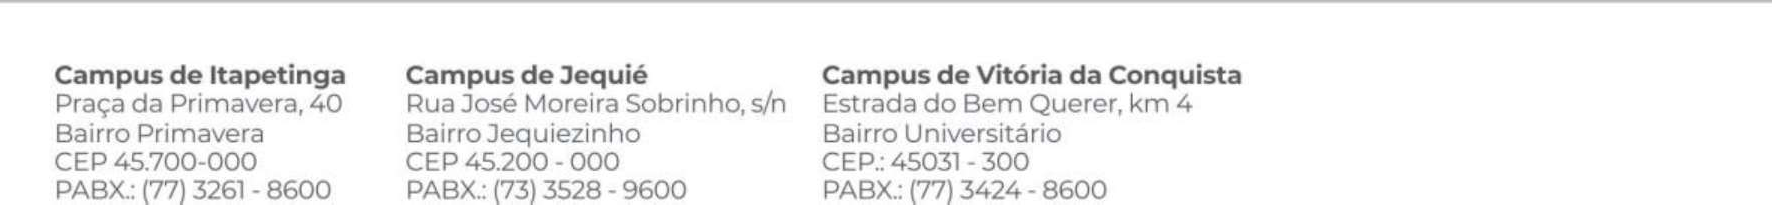 Campus de Itapetinga
Praça da Primavera, 40
Bairro Primavera
CEP 45.700-000
PABX.: (77) 3261 - 8600
Campus de Jequié
Rua José Moreira Sobrinho, s/n
Bairro Jequiezinho
CEP 45.200 - 000
PABX.: (73) 3528 - 9600
Campus de Vitória da Conquista
Estrada do Bem Querer, km 4
Bairro Universitário
CEP.: 45031 - 300
PABX.: (77) 3424 - 8600